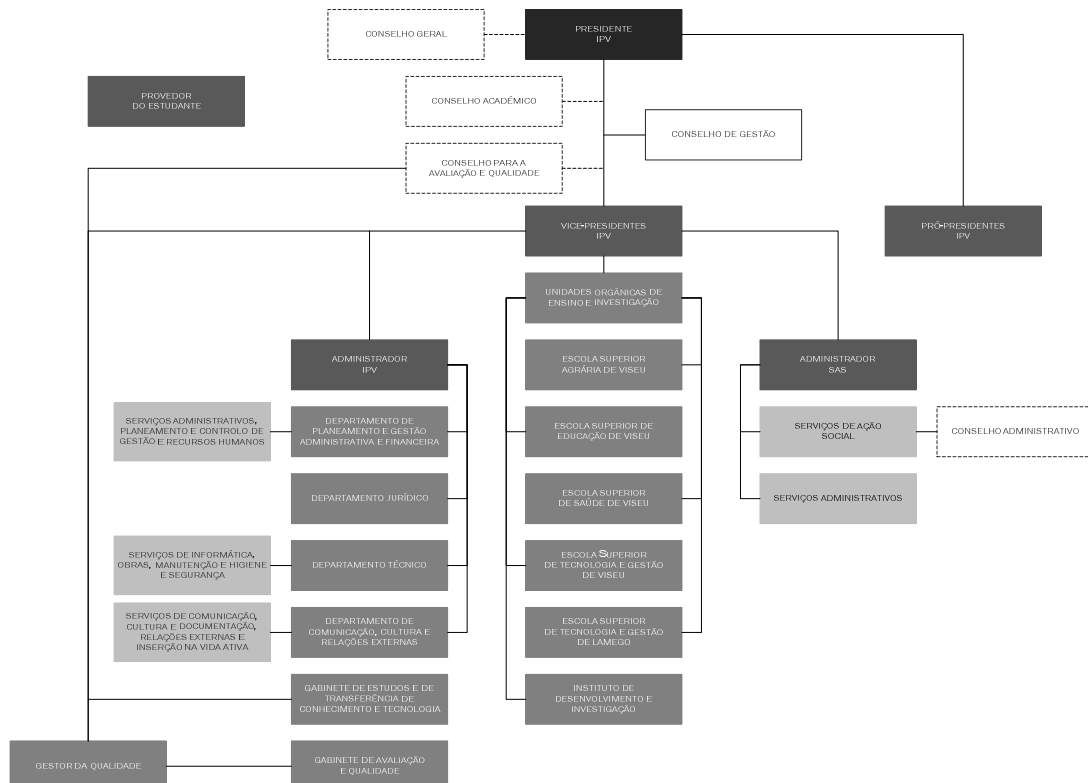 CONSELHO GERAL
PRESIDENTE
IPV
PROVEDOR
DO ESTUDANTE
CONSELHO ACADÉMICO
CONSELHO DE GESTÃO
CONSELHO PARA A
AVALIAÇÃO E QUALIDADE
VICE-PRESIDENTES
IPV
PRÓ-PRESIDENTES
IPV
UNIDADES ORGÂNICAS DE
ENSINO E INVESTIGAÇÃO
ADMINISTRADOR
IPV
ESCOLA SUPERIOR
AGRÁRIA DE VISEU
ADMINISTRADOR
SAS
SERVIÇOS ADMINISTRATIVOS,
PLANEAMENTO E CONTROLO DE
GESTÃO E RECURSOS HUMANOS
DEPARTAMENTO DE
PLANEAMENTO E GESTÃO
ADMINISTRATIVA E FINANCEIRA
ESCOLA SUPERIOR DE
EDUCAÇÃO DE VISEU
SERVIÇOS DE AÇÃO
SOCIAL
CONSELHO ADMINISTRATIVO
DEPARTAMENTO JURÍDICO
ESCOLA SUPERIOR
DE SAÚDE DE VISEU
SERVIÇOS ADMINISTRATIVOS
SERVIÇOS DE INFORMÁTICA,
OBRAS, MANUTENÇÃO E HIGIENE
E SEGURANÇA
DEPARTAMENTO TÉCNICO
ESCOLA SUPERIOR
DE TECNOLOGIA E GESTÃO
DE VISEU
SERVIÇOS DE COMUNICAÇÃO,
CULTURA E DOCUMENTAÇÃO,
RELAÇÕES EXTERNAS E
INSERÇÃO NA VIDA ATIVA
DEPARTAMENTO DE
COMUNICAÇÃO, CULTURA E
RELAÇÕES EXTERNAS
ESCOLA SUPERIOR
DE TECNOLOGIA E GESTÃO
DE LAMEGO
GABINETE DE ESTUDOS E DE
TRANSFERÊNCIA DE
CONHECIMENTO E TECNOLOGIA
INSTITUTO DE
DESENVOLVIMENTO E
INVESTIGAÇÃO
GESTOR DA QUALIDADE
GABINETE DE AVALIAÇÃO
E QUALIDADE